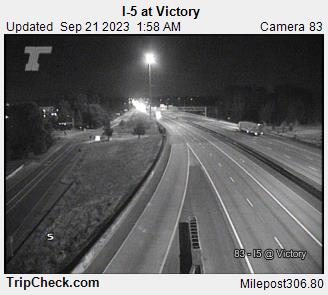 I-5 at Victory
Updated Sep 21 2023 1:58 AM Camera 83
T
S
83 - I5 @ Victory
TripCheck.com Milepost306.80